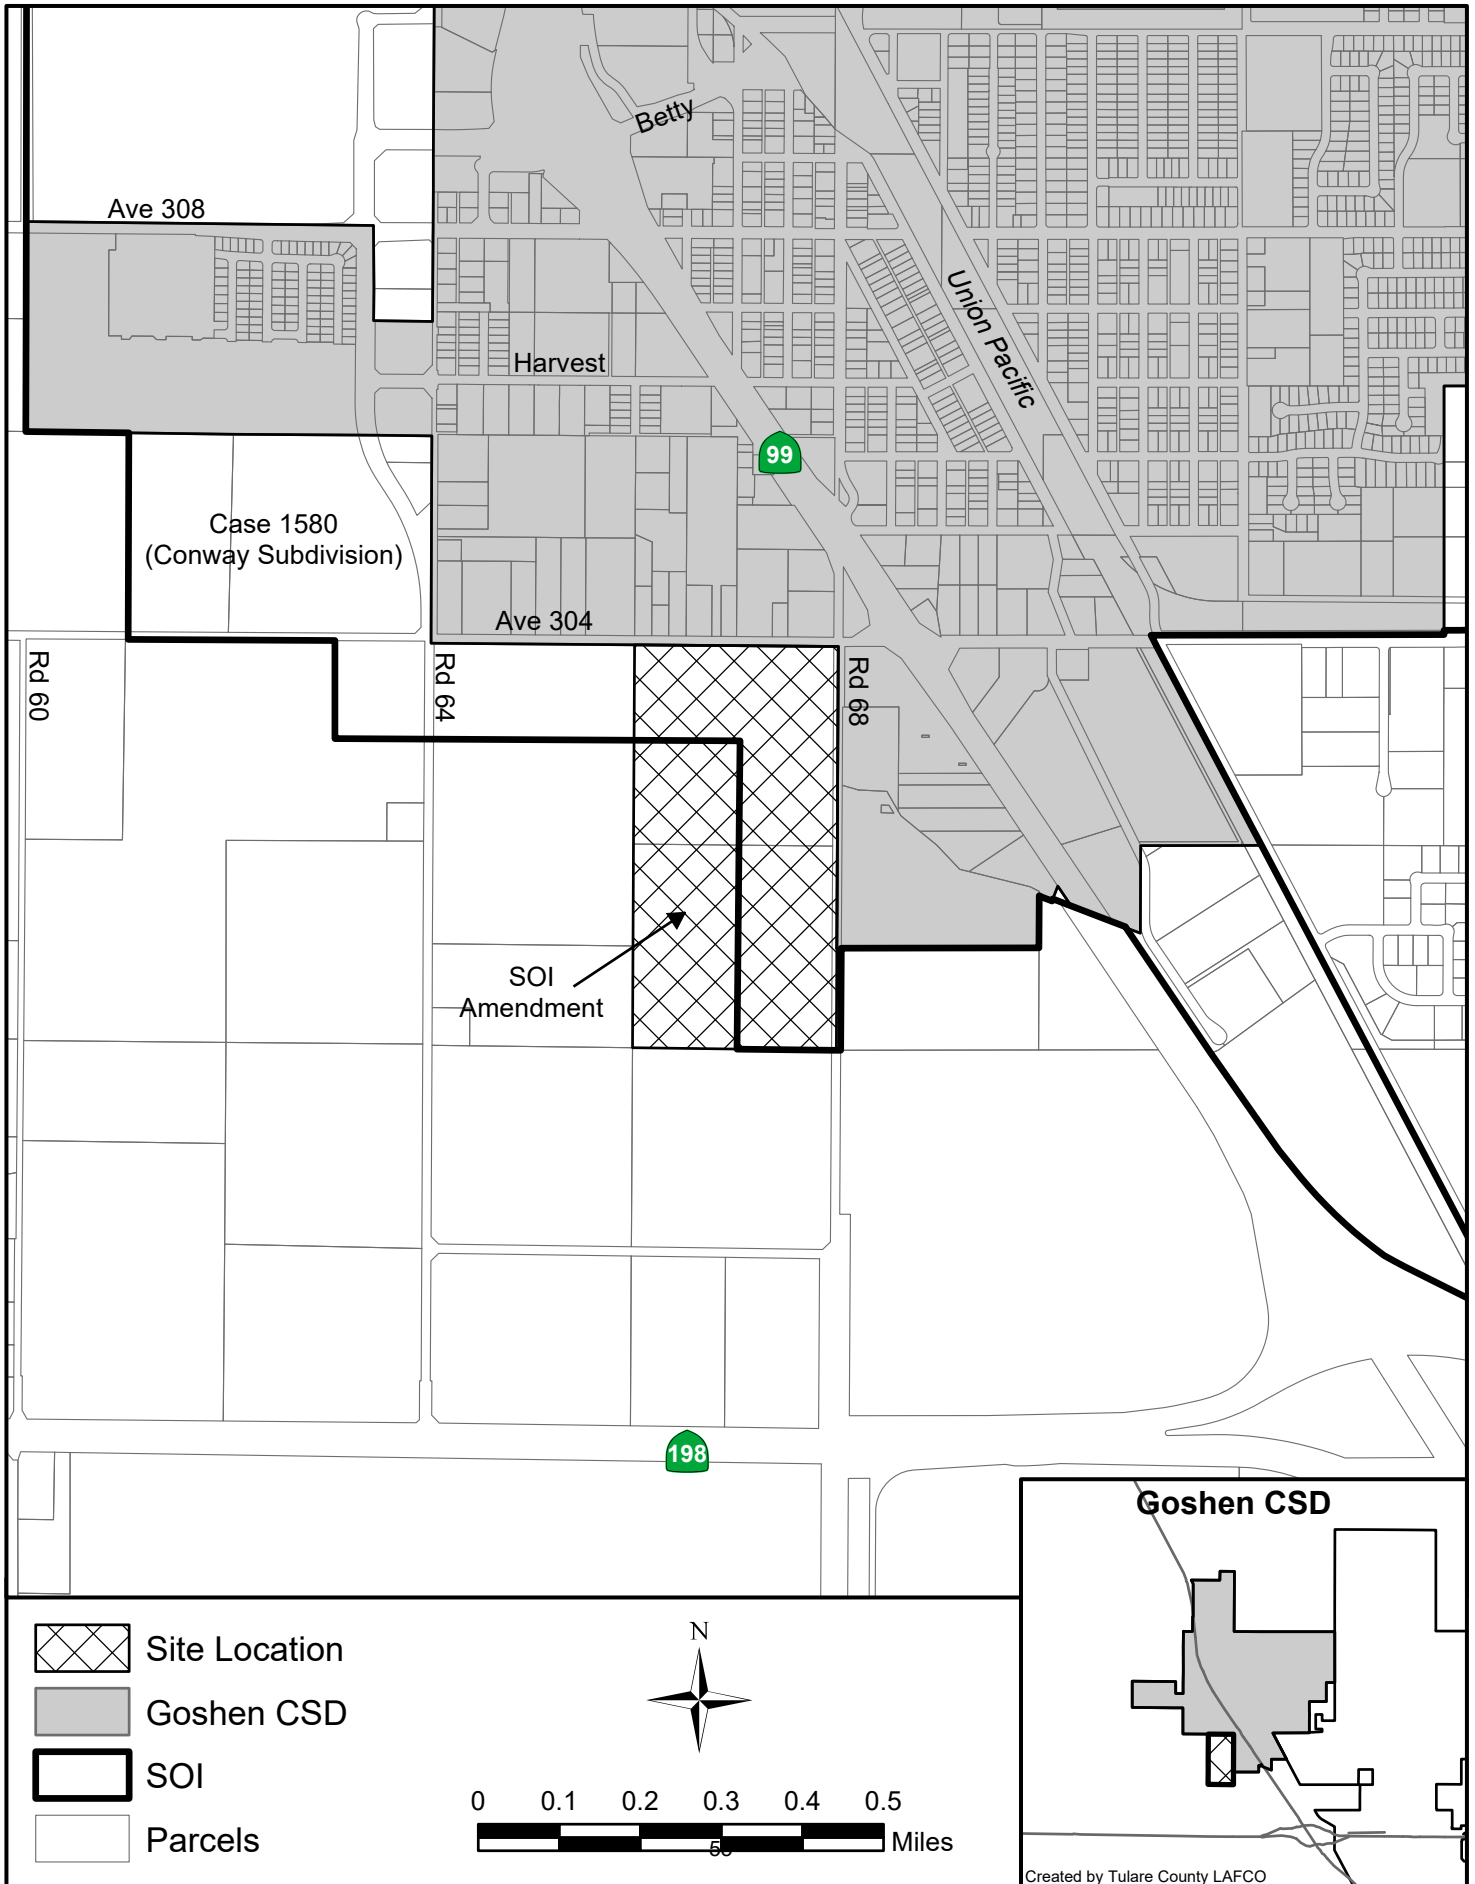 Betty
Ave 308
Union Pacific
Harvest
99
Case 1580
(Conway Subdivision)
Ave 304
Rd 60
Rd 64
Rd 68
SOI
Amendment
198
Goshen CSD
Site Location
Goshen CSD
SOI
Parcels
N
0 0.1 0.2 0.3 0.4 0.5
Miles
Created by Tulare County LAFCO